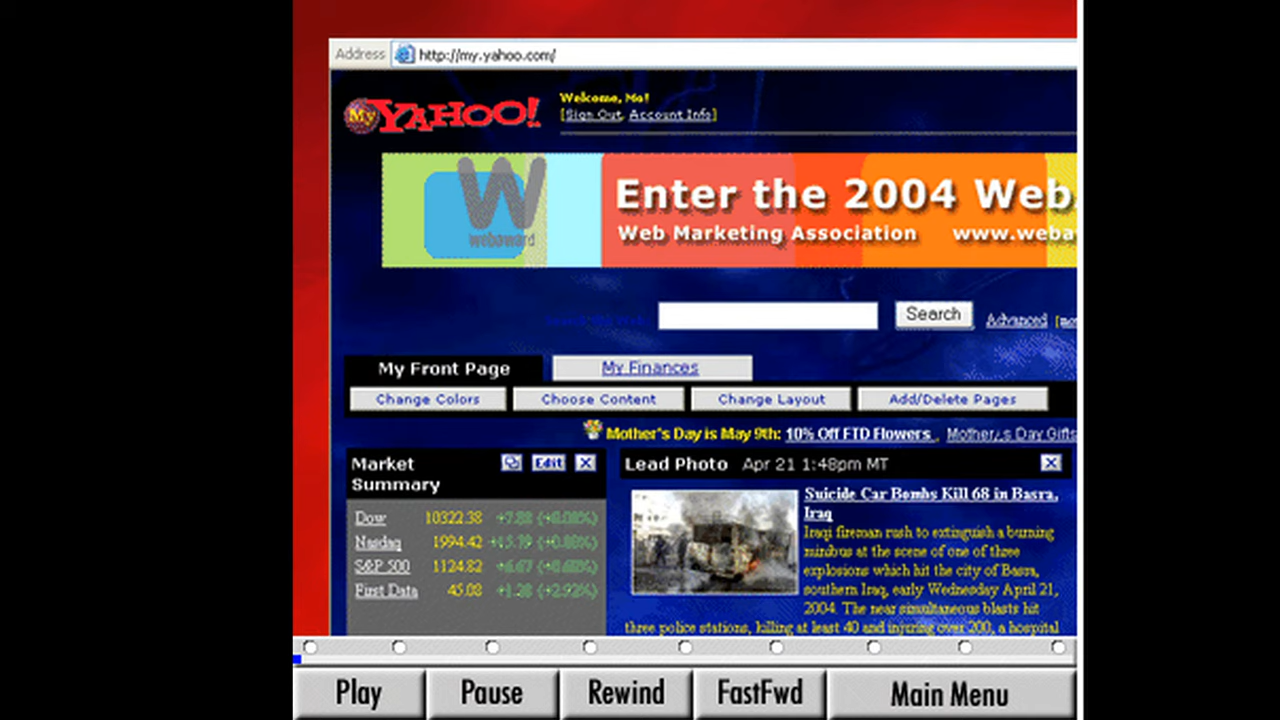 Address http://my.yahoo.com/
My YAHOO!
Welcome, Mo!
[Sign Out, Account Info]
W
webaward
Enter the 2004 Web
Web Marketing Association www.weba
Search Advanced
My Front Page My Finances
Change Colors Choose Content Change Layout Add/Delete Pages
Mother's Day is May 9th: 10% Off FTD Flowers, Mother's Day Gifts
Market Summary Edit
Dow 10322.38
Nasdaq 1994.42
S&P 500 1124.82
First Data 45.08
Lead Photo Apr 21 1:48pm MT
Suicide Car Bombs Kill 68 in Basra,
Iraq
Iraqi fireman rush to extinguish a burning
minibus at the scene of one of three
explosions which hit the city of Basra,
southern Iraq, early Wednesday April 21,
2004. The near simultaneous blasts hit
three police stations, killing at least 40 and injuring over 200, a hospital
Play Pause Rewind FastFwd Main Menu